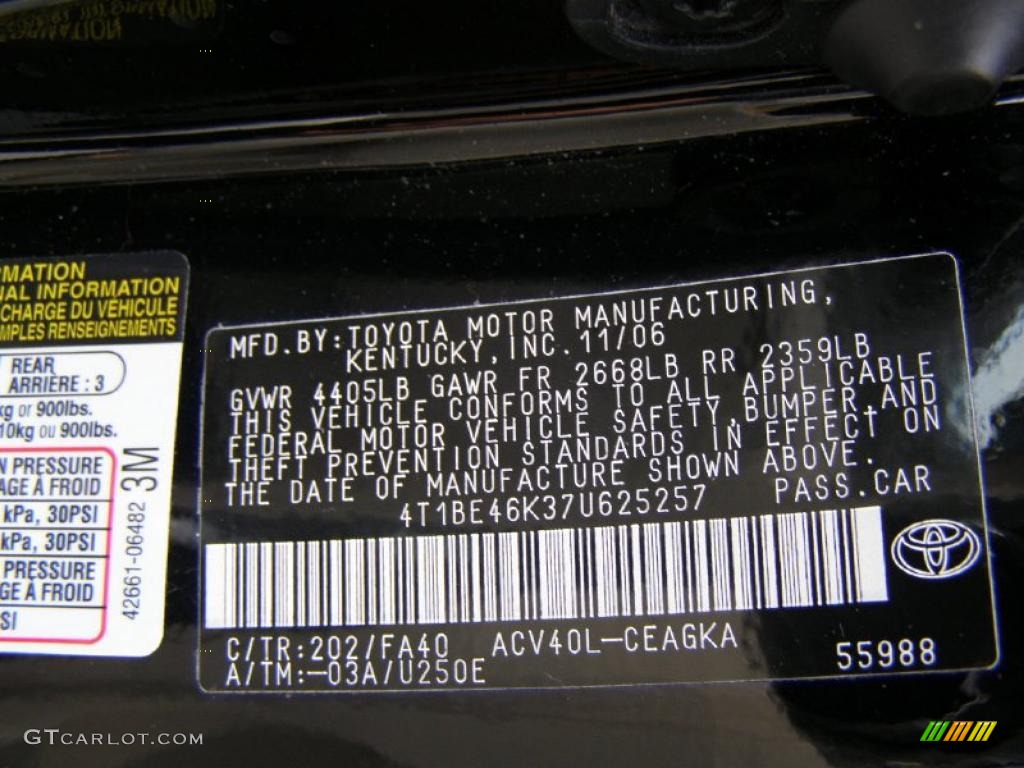 MATION
AL INFORMATION
CHARGE DU VÉHICULE
MPLES RENSEIGNEMENTS
REAR
ARRIÈRE : 3
kg or 900lbs.
10kg ou 900lbs.
N PRESSURE
AGE À FROID
kPa, 30PSI
kPa, 30PSI
PRESSURE
GE À FROID
SI
42661-06482 3M
MFD.BY:TOYOTA MOTOR MANUFACTURING,
KENTUCKY,INC.11/06
GVWR 4405LB GAWR FR 2668LB RR 2359LB
THIS VEHICLE CONFORMS TO ALL APPLICABLE
FEDERAL MOTOR VEHICLE SAFETY,BUMPER,AND
THEFT PREVENTION STANDARDS IN EFFECT ON
THE DATE OF MANUFACTURE SHOWN ABOVE.
4T1BE46K37U625257 PASS.CAR
C/TR:202/FA40 ACV40L-CEAGKA
A/TM:-03A/U250E 55988
GTCARLOT.COM